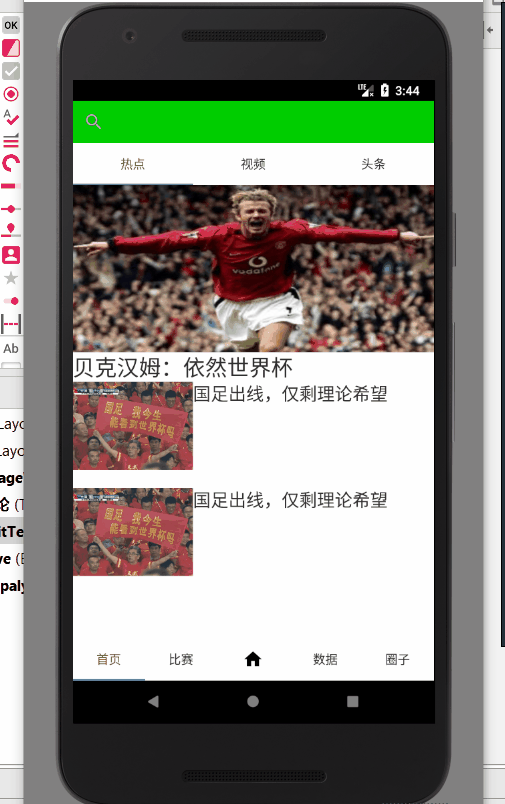 OK
A
LTE 3:44
热点 视频 头条
vodafone
贝克汉姆：依然世界杯
国足出线，仅剩理论希望
国足 我今生
能看到世界杯吗
Ab
国足出线，仅剩理论希望
国足 我今生
能看到世界杯吗
Layo
Layo
age
论 (T
itTe
ve (E
paly
首页 比赛 数据 圈子